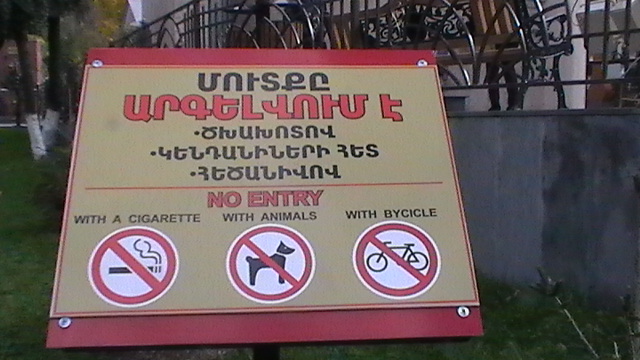 ՄՈՒՏՔԸ
ԱՐԳԵԼՎՈՒՄ Է
•ԾԽԱԽՈՏՈՎ
•ԿԵՆԴԱՆԻՆԵՐԻ ՀԵՏ
•ՀԵԾԱՆԻՎՈՎ
NO ENTRY
WITH A CIGARETTE WITH ANIMALS WITH BYCICLE